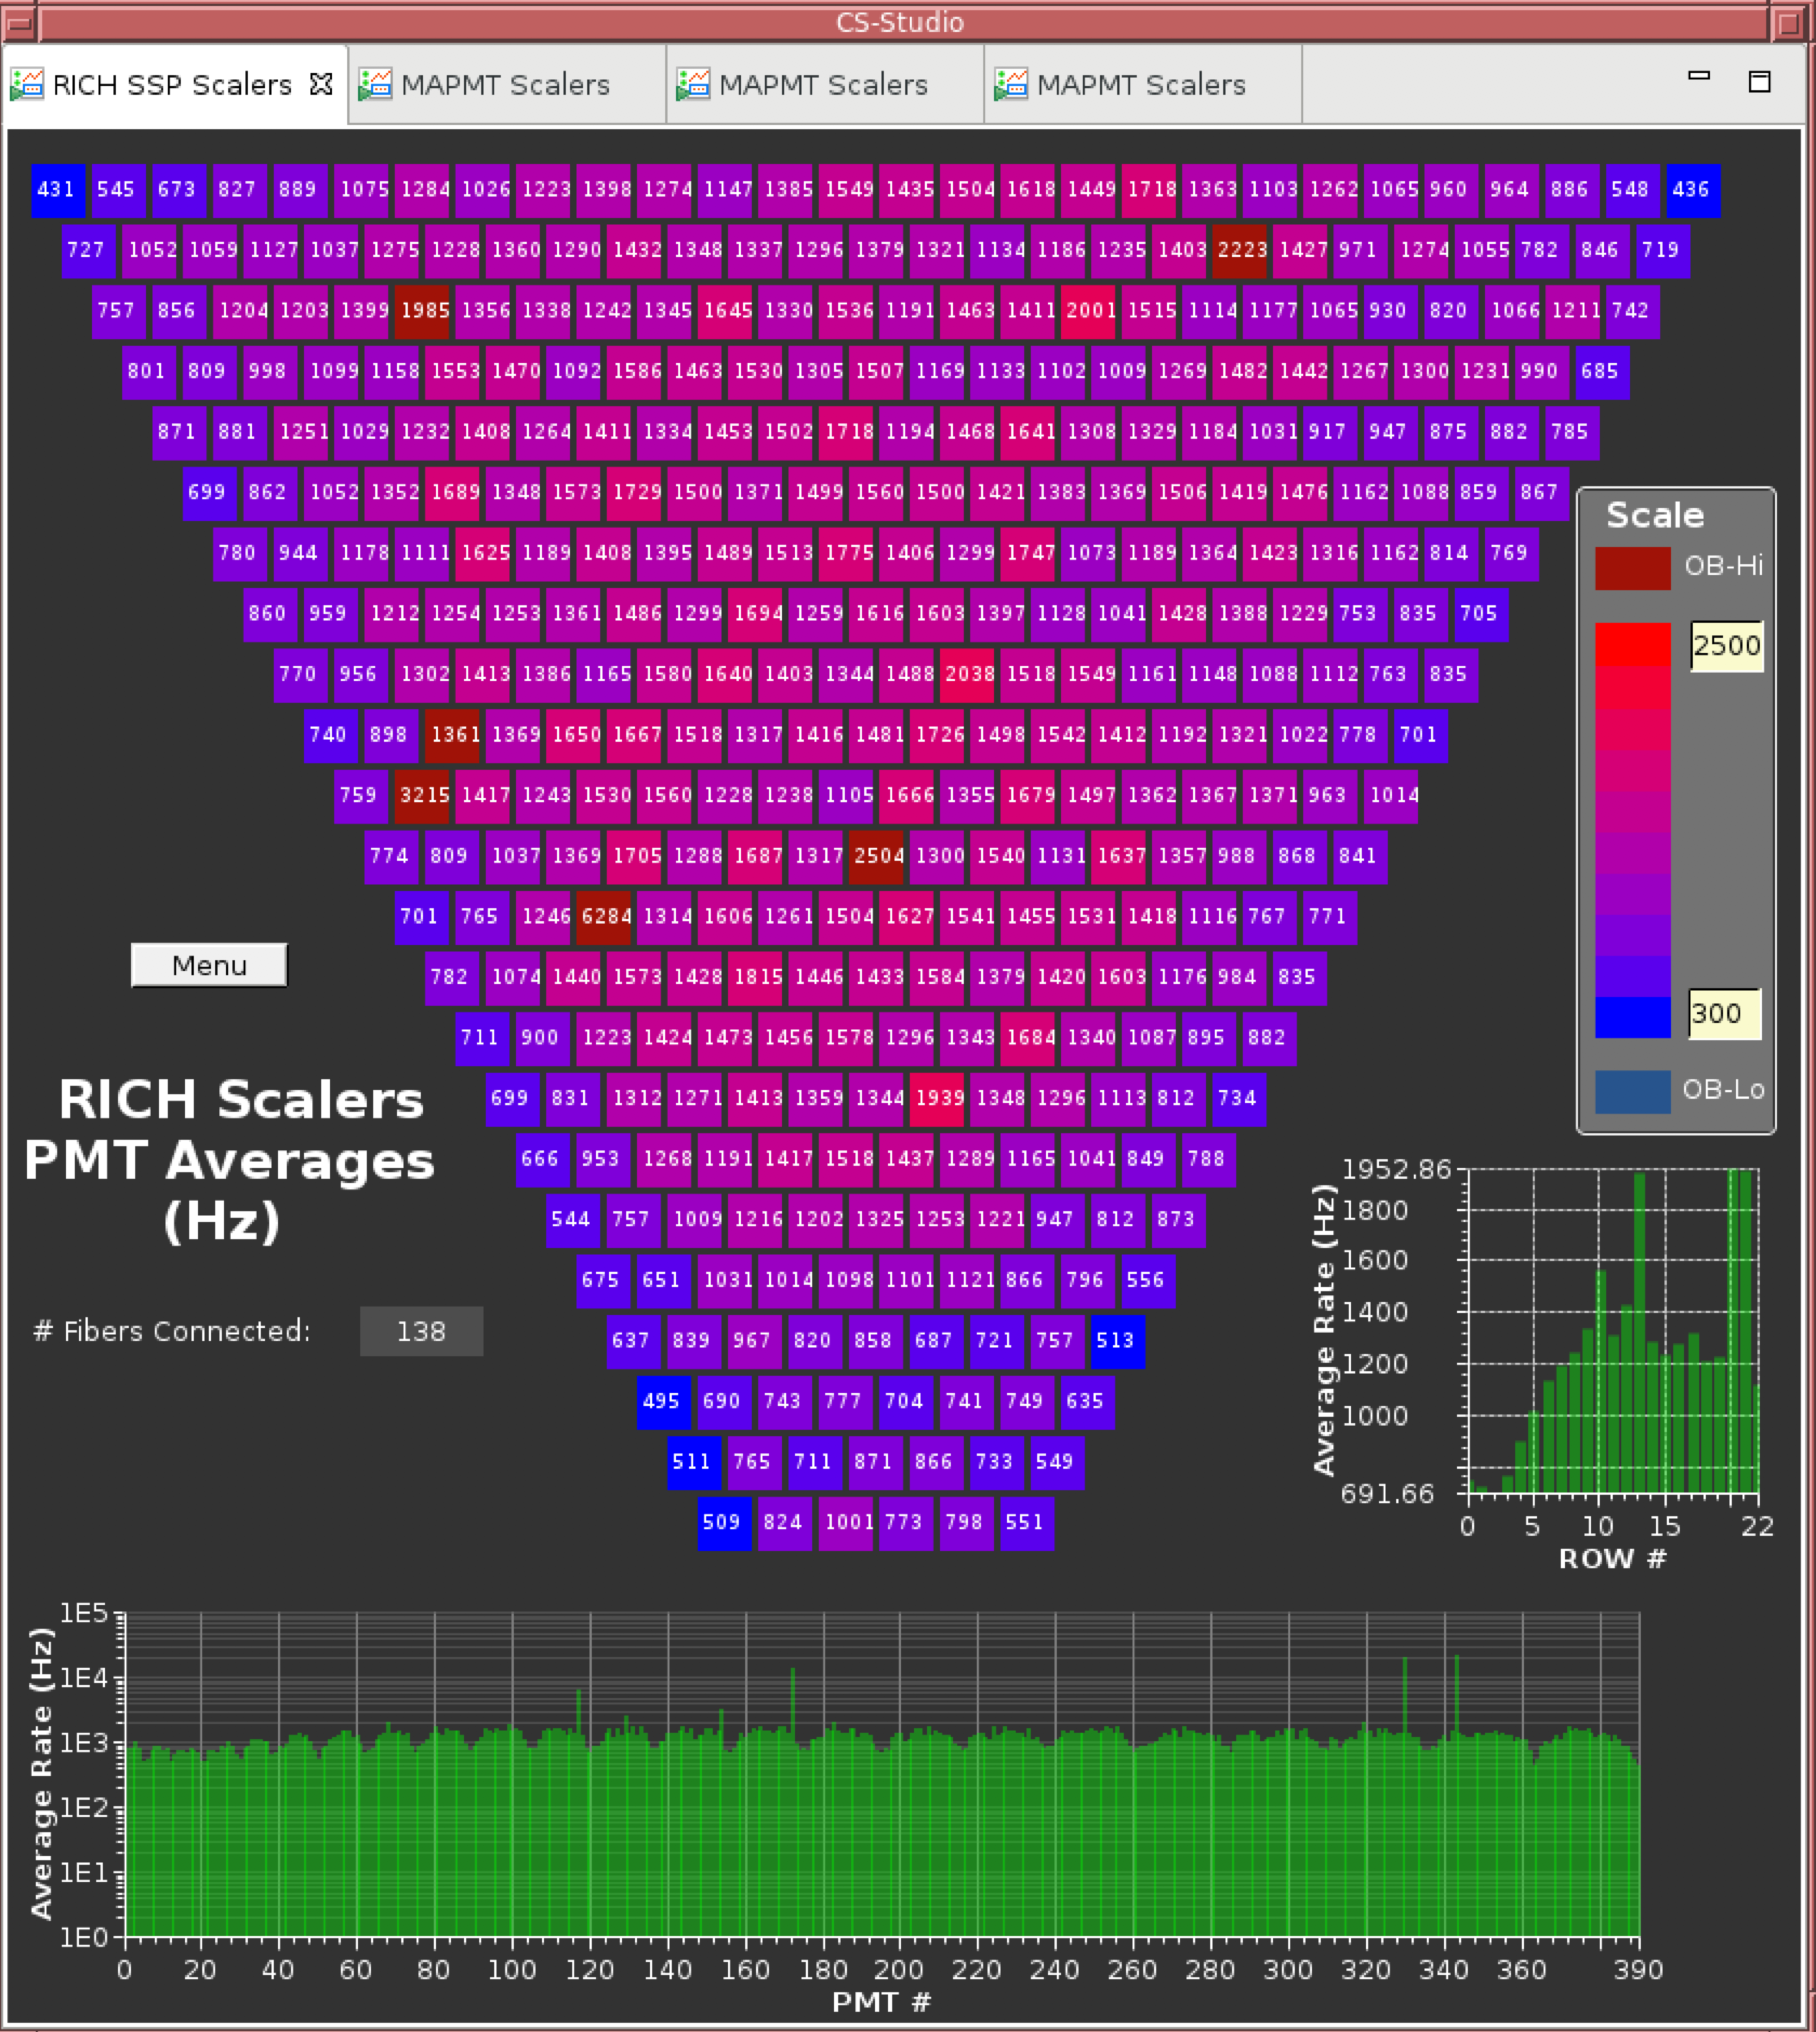 CS-Studio
RICH SSP Scalers MAPMT Scalers MAPMT Scalers MAPMT Scalers
431 545 673 827 889 1075 1284 1026 1223 1398 1274 1147 1385 1549 1435 1504 1618 1449 1718 1363 1103 1262 1065 960 964 886 548 436
727 1052 1059 1127 1037 1275 1228 1360 1290 1432 1348 1337 1296 1379 1321 1134 1186 1235 1403 2223 1427 971 1274 1055 782 846 719
757 856 1204 1203 1399 1985 1356 1338 1242 1345 1645 1330 1536 1191 1463 1411 2001 1515 1114 1177 1065 930 820 1066 1211 742
801 809 998 1099 1158 1553 1470 1092 1586 1463 1530 1305 1507 1169 1133 1102 1009 1269 1482 1442 1267 1300 1231 990 685
871 881 1251 1029 1232 1408 1264 1411 1334 1453 1502 1718 1194 1468 1641 1308 1329 1184 1031 917 947 875 882 785
699 862 1052 1352 1689 1348 1573 1729 1500 1371 1499 1560 1500 1421 1383 1369 1506 1419 1476 1162 1088 859 867
780 944 1178 1111 1625 1189 1408 1395 1489 1513 1775 1406 1299 1747 1073 1189 1364 1423 1316 1162 814 769
860 959 1212 1254 1253 1361 1486 1299 1694 1259 1616 1603 1397 1128 1041 1428 1388 1229 753 835 705
770 956 1302 1413 1386 1165 1580 1640 1403 1344 1488 2038 1518 1549 1161 1148 1088 1112 763 835
740 898 1361 1369 1650 1667 1518 1317 1416 1481 1726 1498 1542 1412 1192 1321 1022 778 701
759 3215 1417 1243 1530 1560 1228 1238 1105 1666 1355 1679 1497 1362 1367 1371 963 1014
774 809 1037 1369 1705 1288 1687 1317 2504 1300 1540 1131 1637 1357 988 868 841
701 765 1246 6284 1314 1606 1261 1504 1627 1541 1455 1531 1418 1116 767 771
782 1074 1440 1573 1428 1815 1446 1433 1584 1379 1420 1603 1176 984 835
711 900 1223 1424 1473 1456 1578 1296 1343 1684 1340 1087 895 882
699 831 1312 1271 1413 1359 1344 1939 1348 1296 1113 812 734
666 953 1268 1191 1417 1518 1437 1289 1165 1041 849 788
544 757 1009 1216 1202 1325 1253 1221 947 812 873
675 651 1031 1014 1098 1101 1121 866 796 556
637 839 967 820 858 687 721 757 513
495 690 743 777 704 741 749 635
511 765 711 871 866 733 549
509 824 1001 773 798 551
Scale
OB-Hi
2500
300
OB-Lo
Menu
RICH Scalers
PMT Averages
(Hz)
# Fibers Connected: 138
Average Rate (Hz)
1952.86
1800
1600
1400
1200
1000
691.66
0 5 10 15 22
ROW #
Average Rate (Hz)
1E5
1E4
1E3
1E2
1E1
1E0
0 20 40 60 80 100 120 140 160 180 200 220 240 260 280 300 320 340 360 390
PMT #